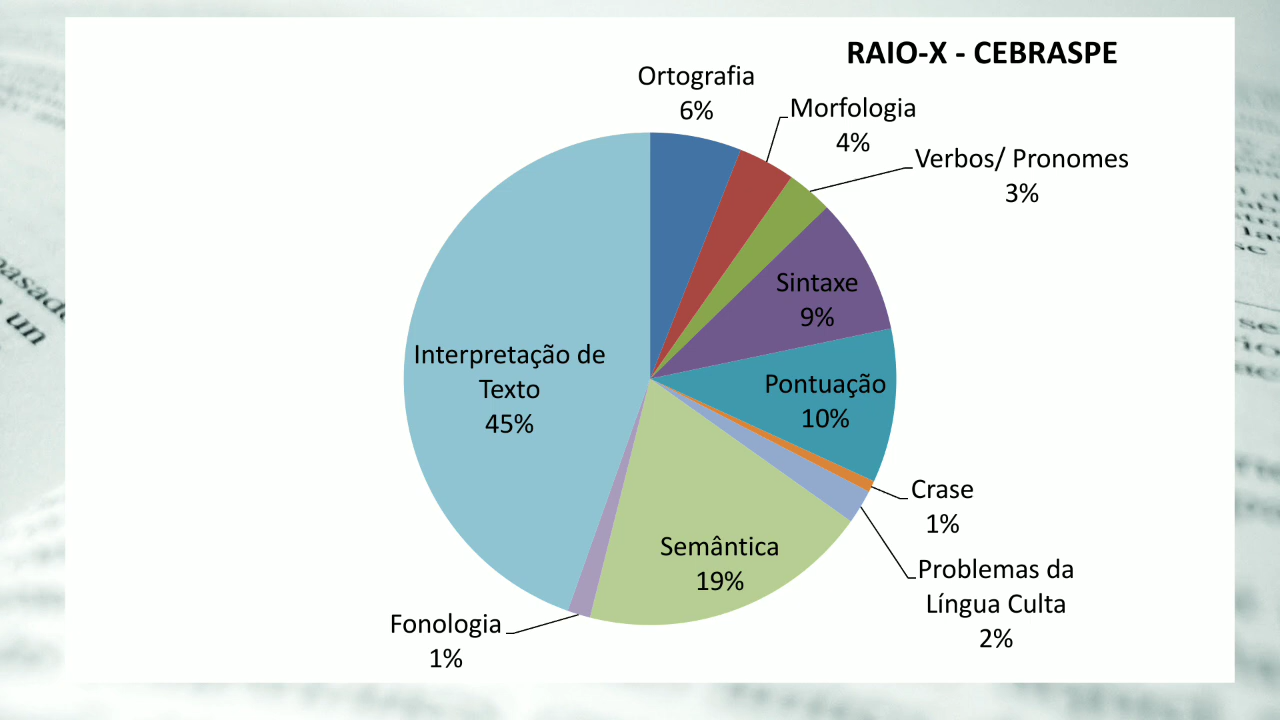 RAIO-X - CEBRASPE
Ortografia
6%
Morfologia
4%
Verbos/ Pronomes
3%
Sintaxe
9%
Pontuação
10%
Crase
1%
Problemas da
Língua Culta
2%
Semântica
19%
Fonologia
1%
Interpretação de
Texto
45%
un